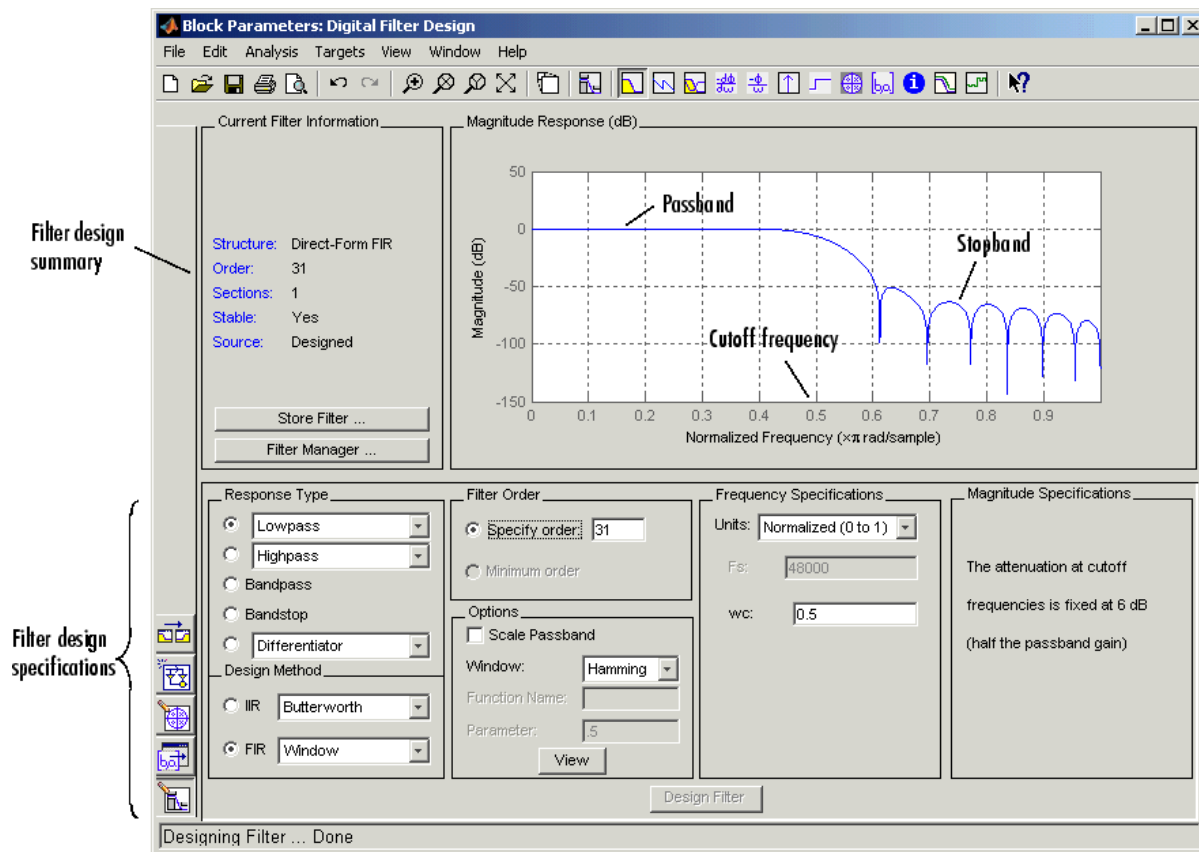 Block Parameters: Digital Filter Design
File Edit Analysis Targets View Window Help
Current Filter Information
Structure: Direct-Form FIR
Order: 31
Sections: 1
Stable: Yes
Source: Designed
Store Filter ...
Filter Manager ...
Magnitude Response (dB)
50
0
-50
-100
-150
Magnitude (dB)
Passband
Stopband
Cutoff frequency
0 0.1 0.2 0.3 0.4 0.5 0.6 0.7 0.8 0.9
Normalized Frequency (×π rad/sample)
Filter design
summary
Filter design
specifications
Response Type
Lowpass
Highpass
Bandpass
Bandstop
Differentiator
Design Method
IIR Butterworth
FIR Window
Filter Order
Specify order: 31
Minimum order
Options
Scale Passband
Window: Hamming
Function Name:
Parameter: .5
View
Frequency Specifications
Units: Normalized (0 to 1)
Fs: 48000
wc: 0.5
Magnitude Specifications
The attenuation at cutoff
frequencies is fixed at 6 dB
(half the passband gain)
Design Filter
Designing Filter ... Done